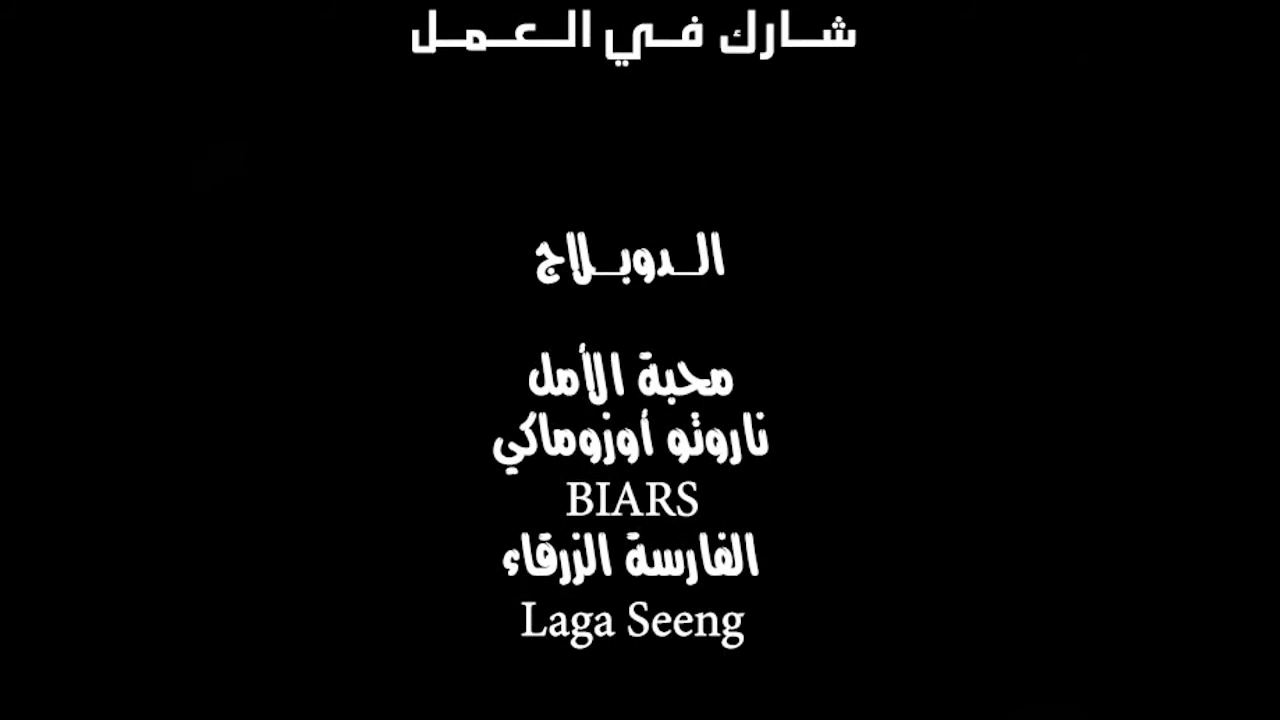 شارك في العمل
الدوبلاج
محبة الأمل
ناروتو أوزوماكي
BIARS
الفارسة الزرقاء
Laga Seeng